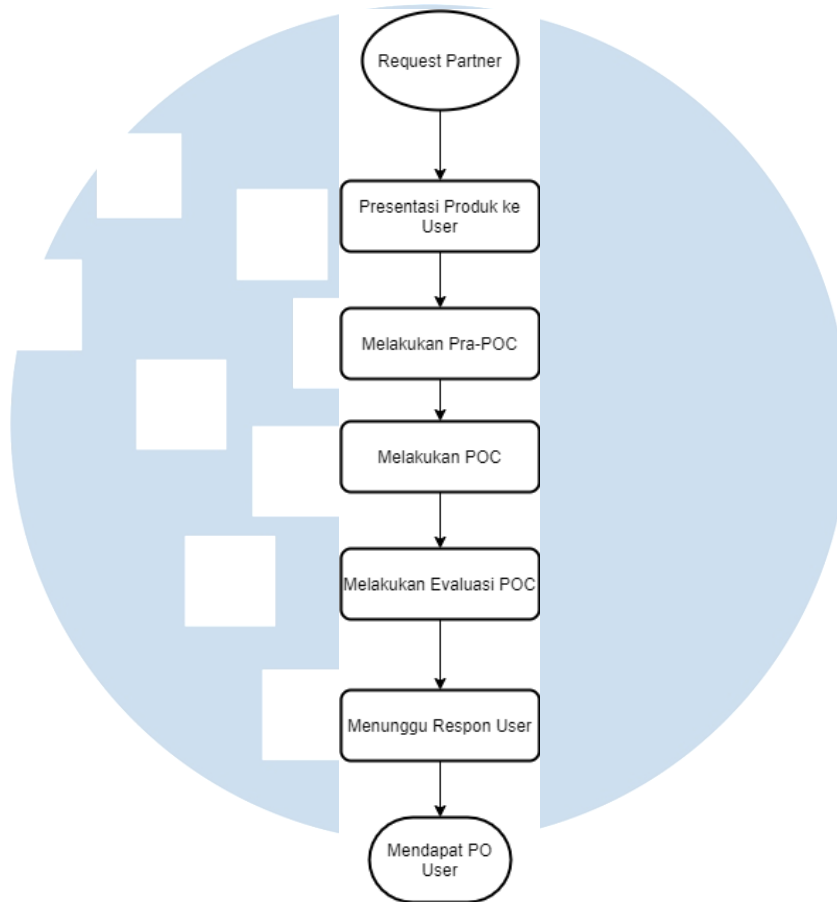 Request Partner
Presentasi Produk ke
User
Melakukan Pra-POC
Melakukan POC
Melakukan Evaluasi POC
Menunggu Respon User
Mendapat PO
User